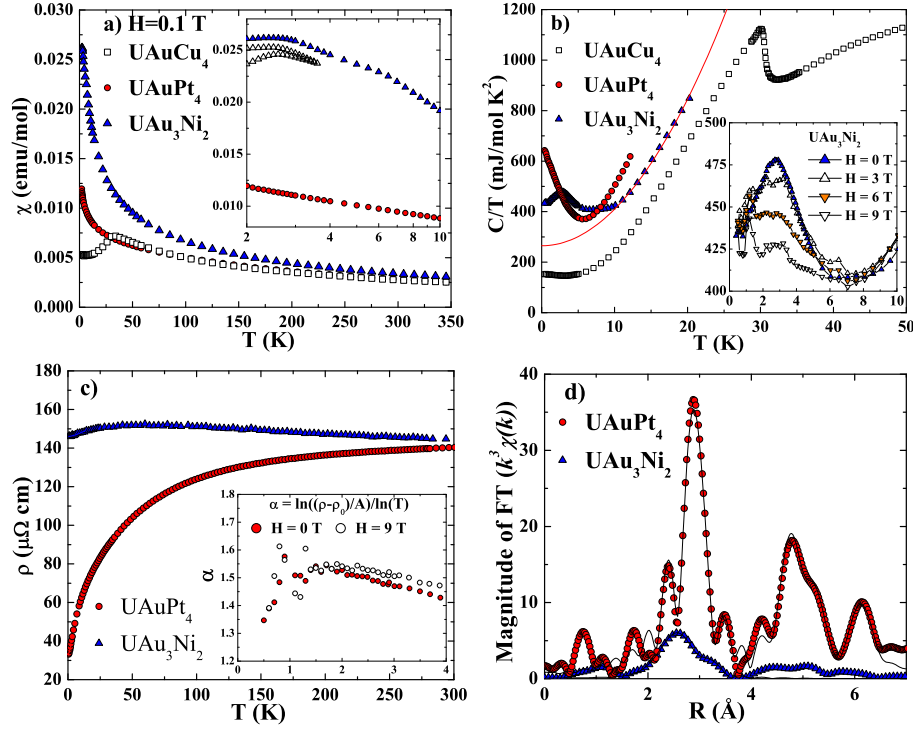 a) H=0.1 T
UAuCu4
UAuPt4
UAu3Ni2
χ (emu/mol)
0.030
0.025
0.020
0.015
0.010
0.005
0.000
0.025
0.020
0.010
2
4
6
8
10
0 50 100 150 200 250 300 350
T (K)
b)
UAuCu4
UAuPt4
UAu3Ni2
C/T (mJ/mol K2)
1200
1000
800
600
400
200
0
UAu3Ni2
H = 0 T
H = 3 T
H = 6 T
H = 9 T
500
475
450
425
400
0 2 4 6 8 10
0 10 20 30 40 50
T (K)
c)
ρ (μΩ cm)
180
160
140
120
100
80
60
40
20
UAuPt4
UAu3Ni2
α = ln((ρ-ρ0)/A)/ln(T)
H = 0 T H = 9 T
α
1.8
1.7
1.6
1.5
1.4
1.3
1.2
0 1 2 3 4
0 50 100 150 200 250 300
T (K)
d)
UAuPt4
UAu3Ni2
Magnitude of FT (k3χ(k))
40
30
20
10
0
0 2 4 6
R (Å)